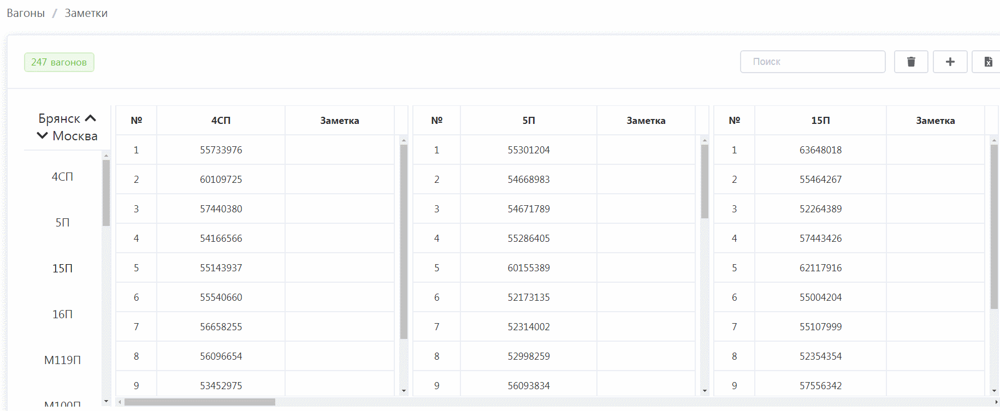 Вагоны / Заметки
247 вагонов
Поиск
Брянск
Москва
4СП
5П
15П
16П
М119П
М100П
№ 4СП Заметка
1 55733976
2 60109725
3 57440380
4 54166566
5 55143937
6 55540660
7 56658255
8 56096654
9 53452975
№ 5П Заметка
1 55301204
2 54668983
3 54671789
4 55286405
5 60155389
6 52173135
7 52314002
8 52998259
9 56093834
№ 15П Заметка
1 63648018
2 55464267
3 52264389
4 57443426
5 62117916
6 55004204
7 55107999
8 52354354
9 57556342